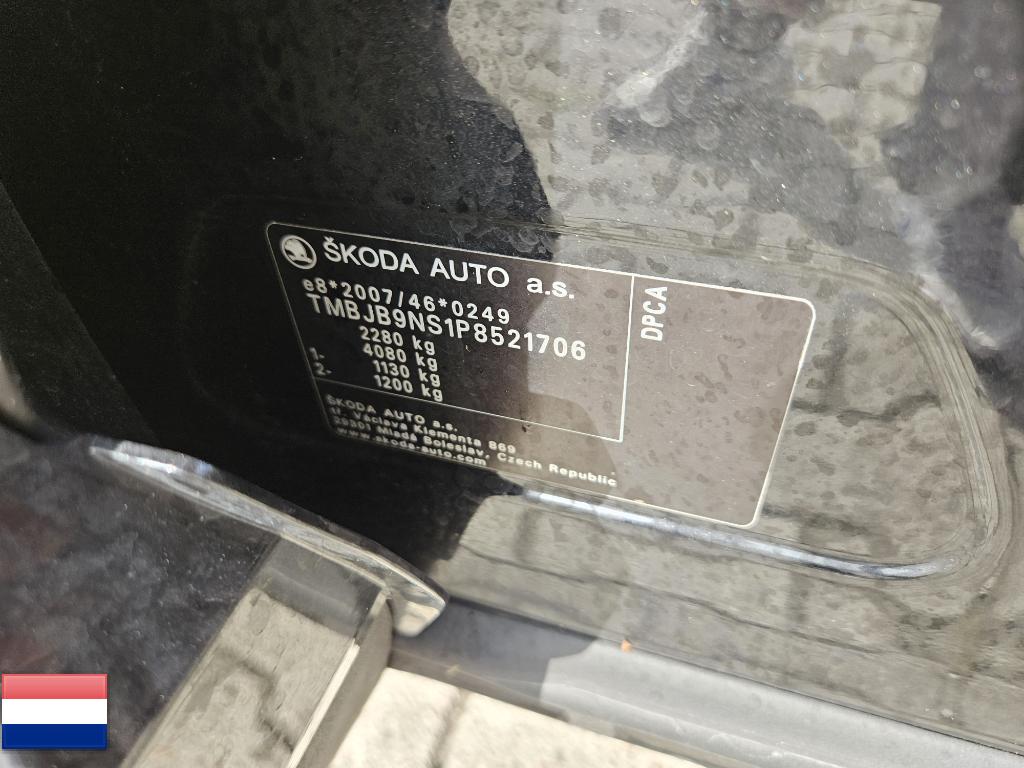 ŠKODA AUTO a.s.
e8*2007/46*0249
TMBJB9NS1P8521706
2280 kg
4080 kg
1- 1130 kg
2- 1200 kg
ŠKODA AUTO a.s.
tř. Václava Klementa 869
29301 Mladá Boleslav, Czech Republic
www.skoda-auto.com
DPCA